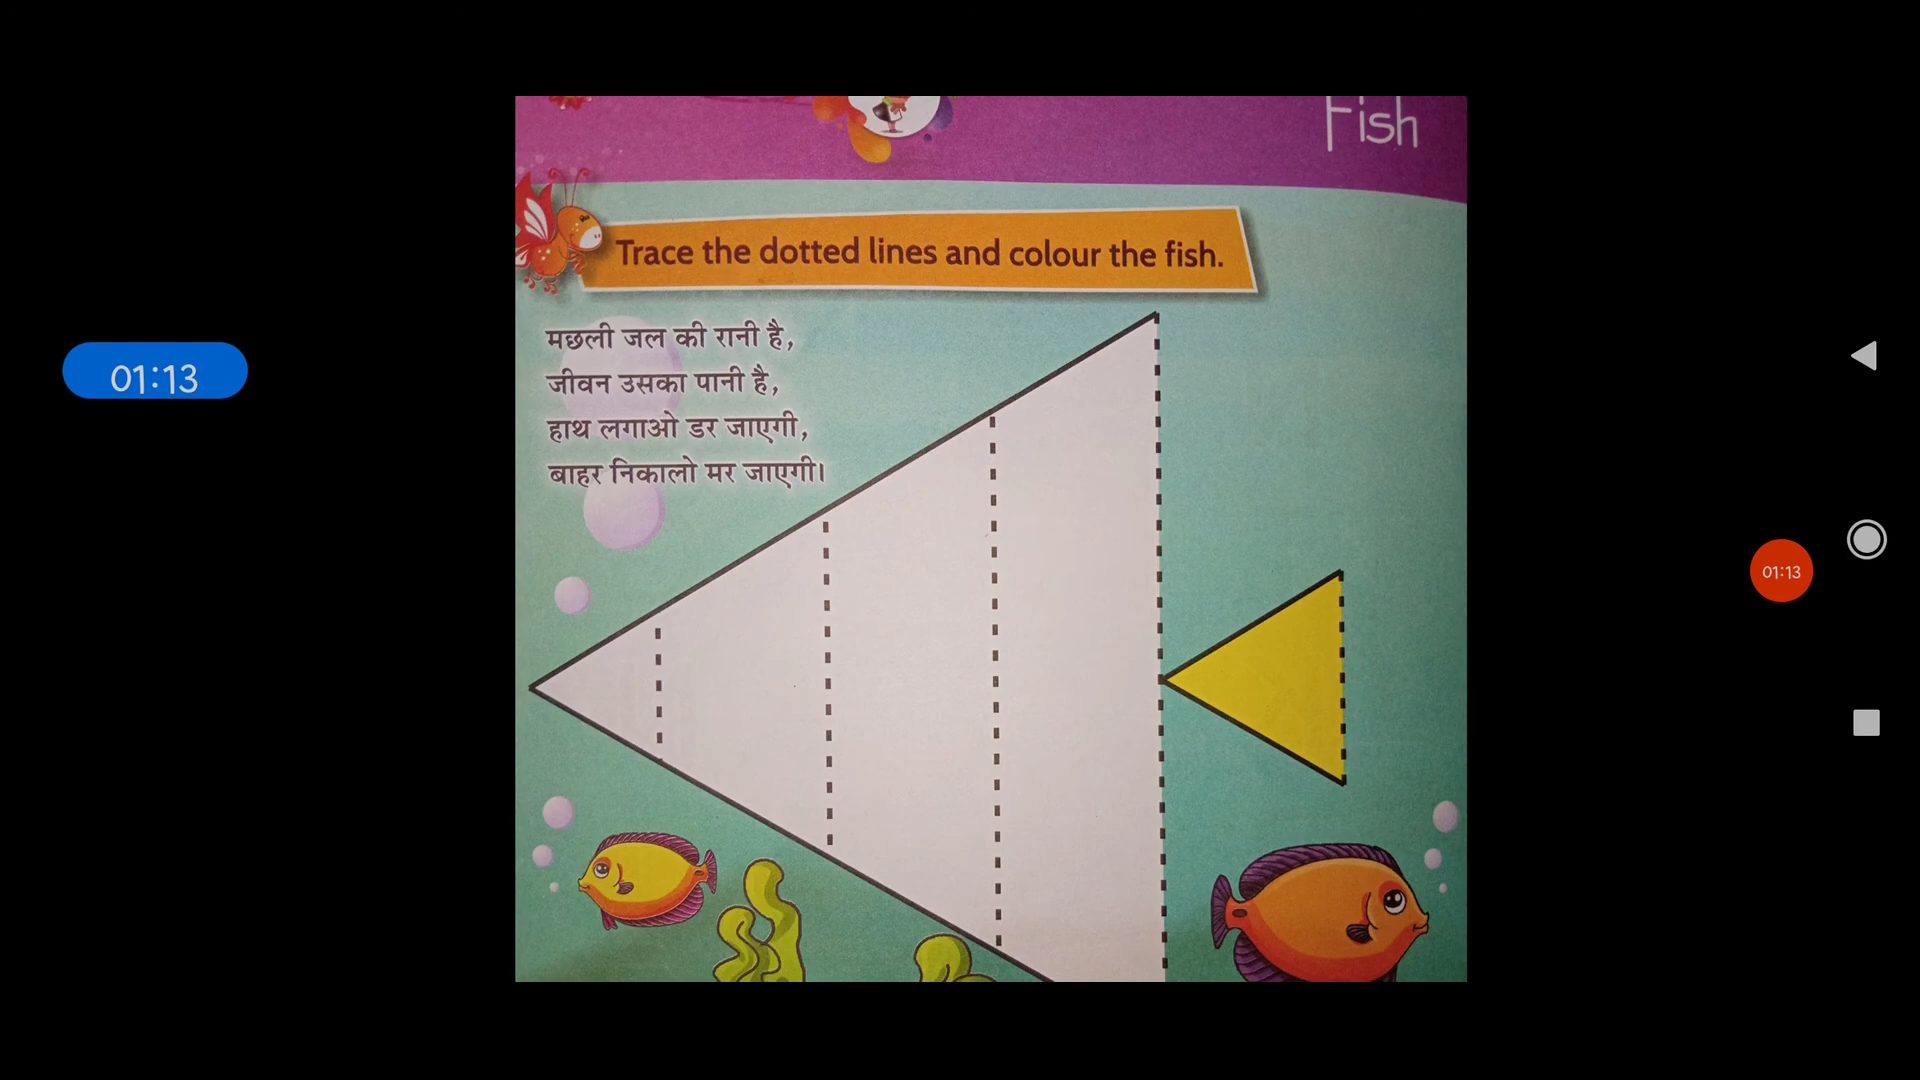 Fish
Trace the dotted lines and colour the fish.
मछली जल की रानी है,
जीवन उसका पानी है,
हाथ लगाओ डर जाएगी,
बाहर निकालो मर जाएगी।
01:13
01:13